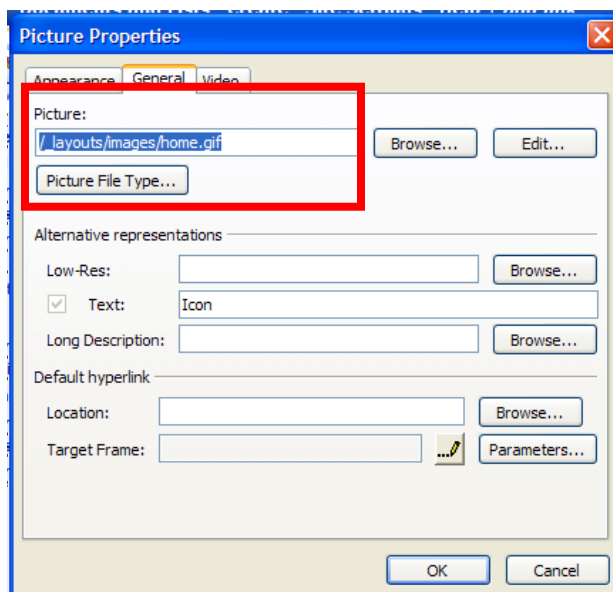 Picture Properties
Appearance General Video
Picture:
/_layouts/images/home.gif Browse... Edit...
Picture File Type...
Alternative representations
Low-Res: Browse...
Text: Icon
Long Description: Browse...
Default hyperlink
Location: Browse...
Target Frame: Parameters...
OK Cancel